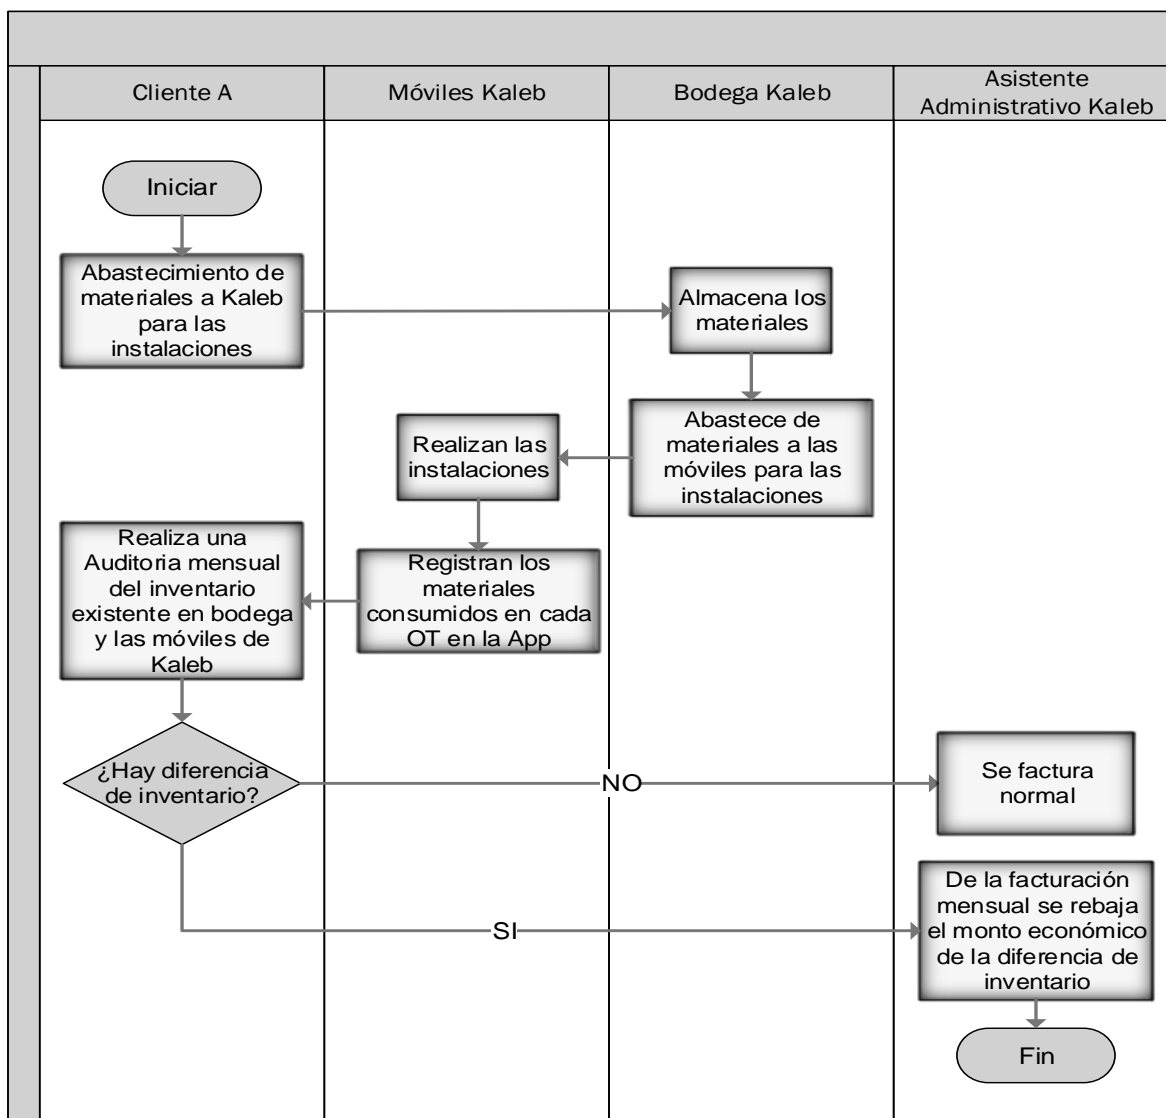 Cliente A
Móviles Kaleb
Bodega Kaleb
Asistente
Administrativo Kaleb
Iniciar
Abastecimiento de
materiales a Kaleb
para las
instalaciones
Almacena los
materiales
Abastece de
materiales a las
móviles para las
instalaciones
Realizan las
instalaciones
Registran los
materiales
consumidos en cada
OT en la App
Realiza una
Auditoria mensual
del inventario
existente en bodega
y las móviles de
Kaleb
¿Hay diferencia
de inventario?
NO
Se factura
normal
SI
De la facturación
mensual se rebaja
el monto económico
de la diferencia de
inventario
Fin